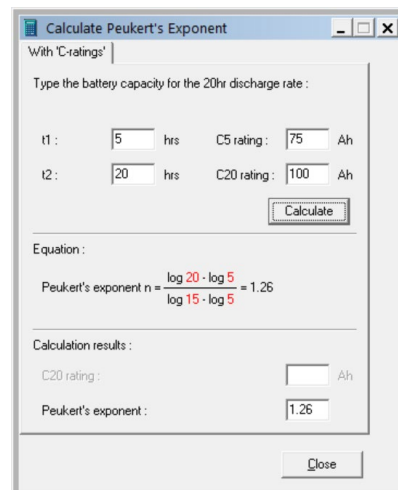 Calculate Peukert's Exponent
With 'C-ratings'
Type the battery capacity for the 20hr discharge rate :
t1 : 5 hrs C5 rating : 75 Ah
t2 : 20 hrs C20 rating : 100 Ah
Calculate
Equation :
log 20 - log 5
Peukert's exponent n = = 1.26
log 15 - log 5
Calculation results :
C20 rating : Ah
Peukert's exponent : 1.26
Close